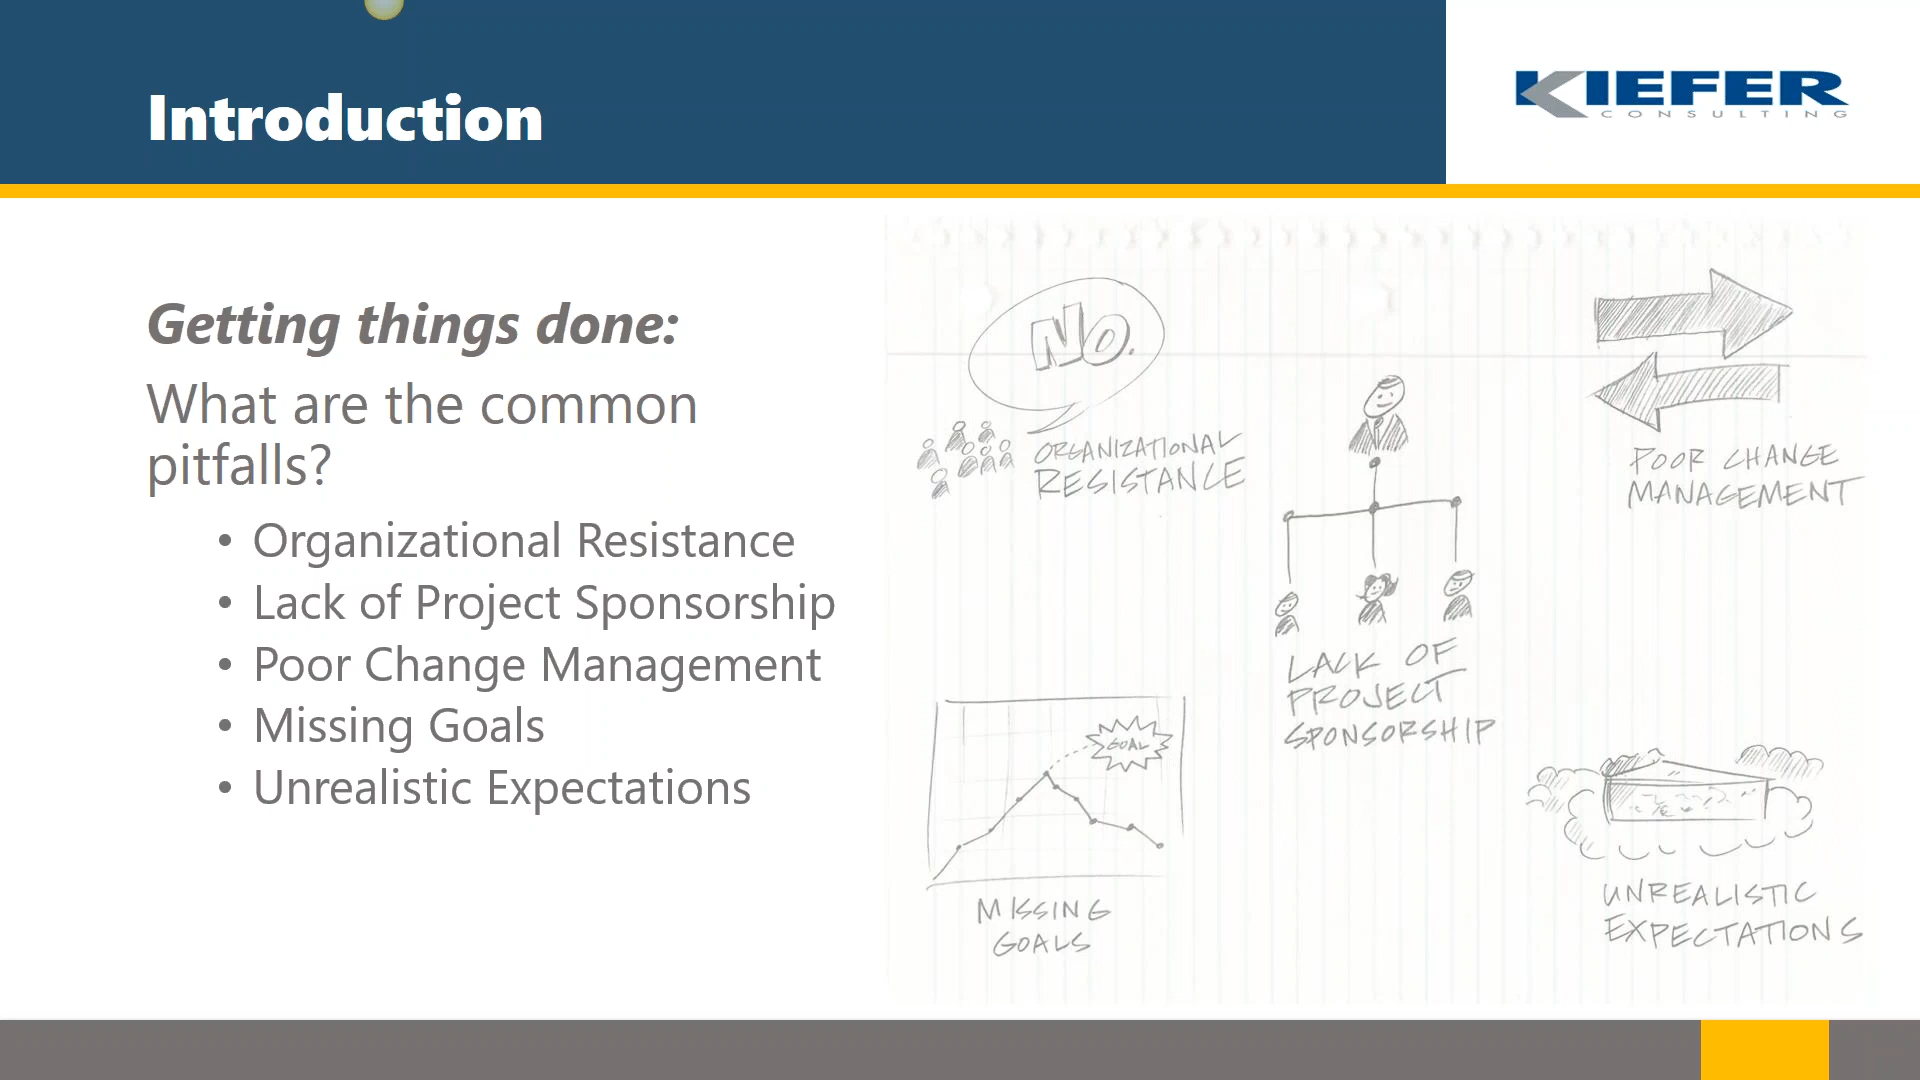 Introduction
KIEFER
CONSULTING
Getting things done:
What are the common
pitfalls?
• Organizational Resistance
• Lack of Project Sponsorship
• Poor Change Management
• Missing Goals
• Unrealistic Expectations
No.
ORGANIZATIONAL
RESISTANCE
POOR CHANGE
MANAGEMENT
LACK OF
PROJECT
SPONSORSHIP
GOAL
MISSING
GOALS
UNREALISTIC
EXPECTATIONS